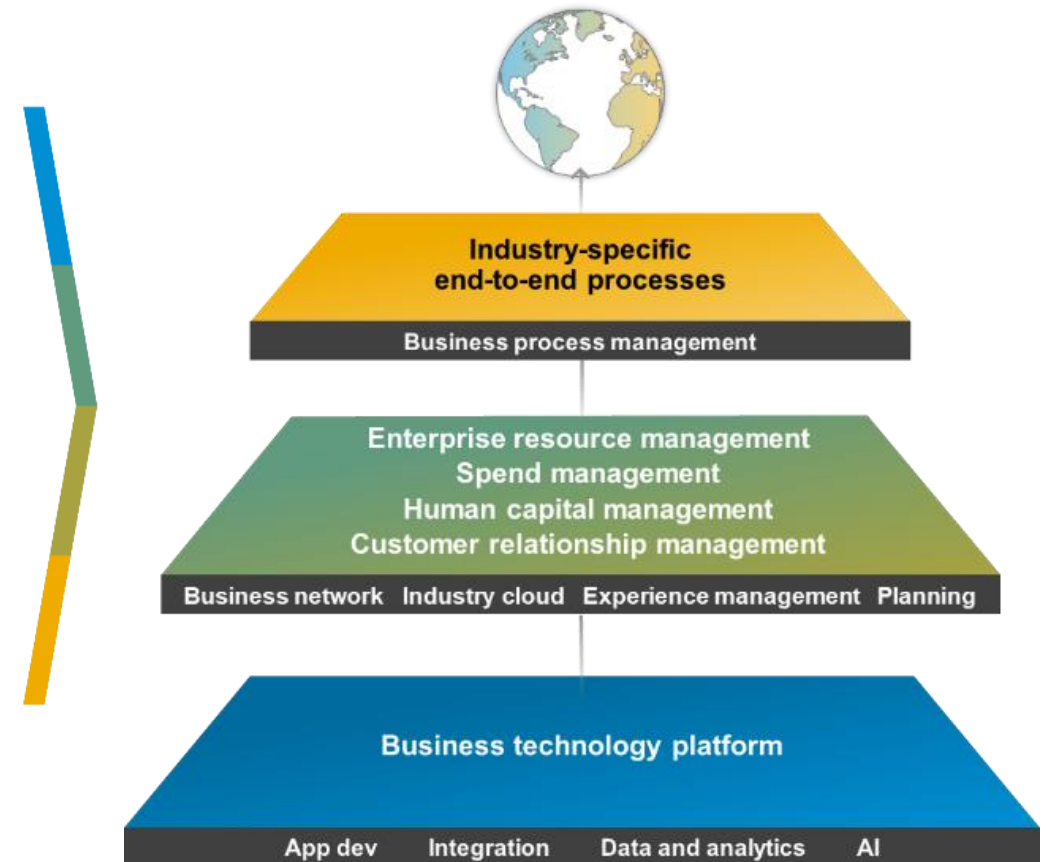 Industry-specific
end-to-end processes
Business process management
Enterprise resource management
Spend management
Human capital management
Customer relationship management
Business network Industry cloud Experience management Planning
Business technology platform
App dev Integration Data and analytics AI